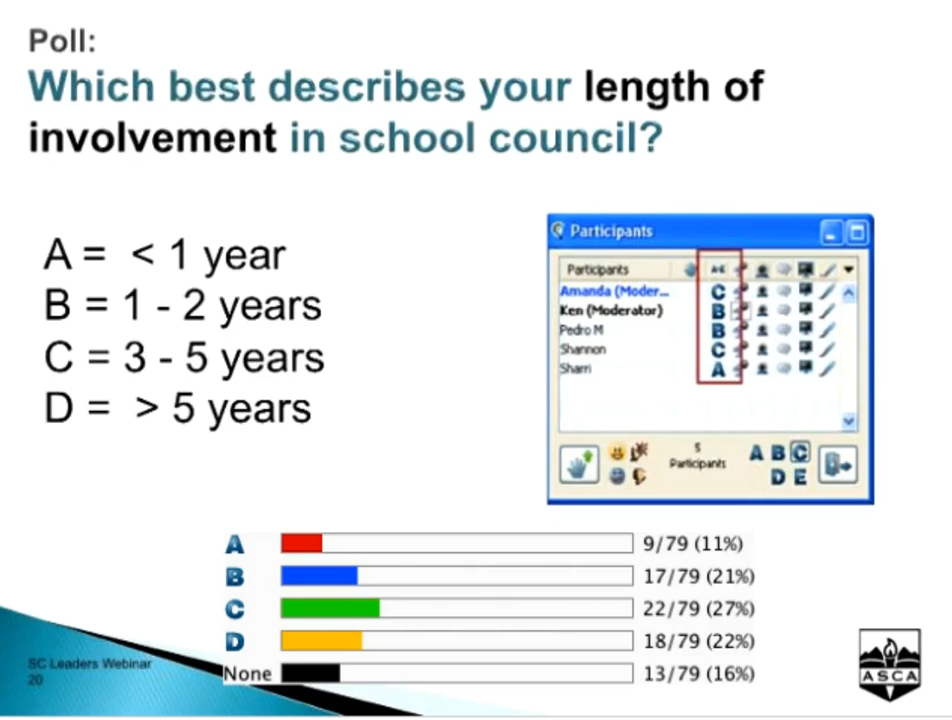 Poll:
Which best describes your length of
involvement in school council?
A = < 1 year
B = 1 - 2 years
C = 3 - 5 years
D = > 5 years
Participants
Participants
Amanda (Moder... C
Ken (Moderator) B
Pedro M B
Shannon C
Sharri A
5
Participants
A B C
D E
A 9/79 (11%)
B 17/79 (21%)
C 22/79 (27%)
D 18/79 (22%)
None 13/79 (16%)
SC Leaders Webinar
20
ASCA